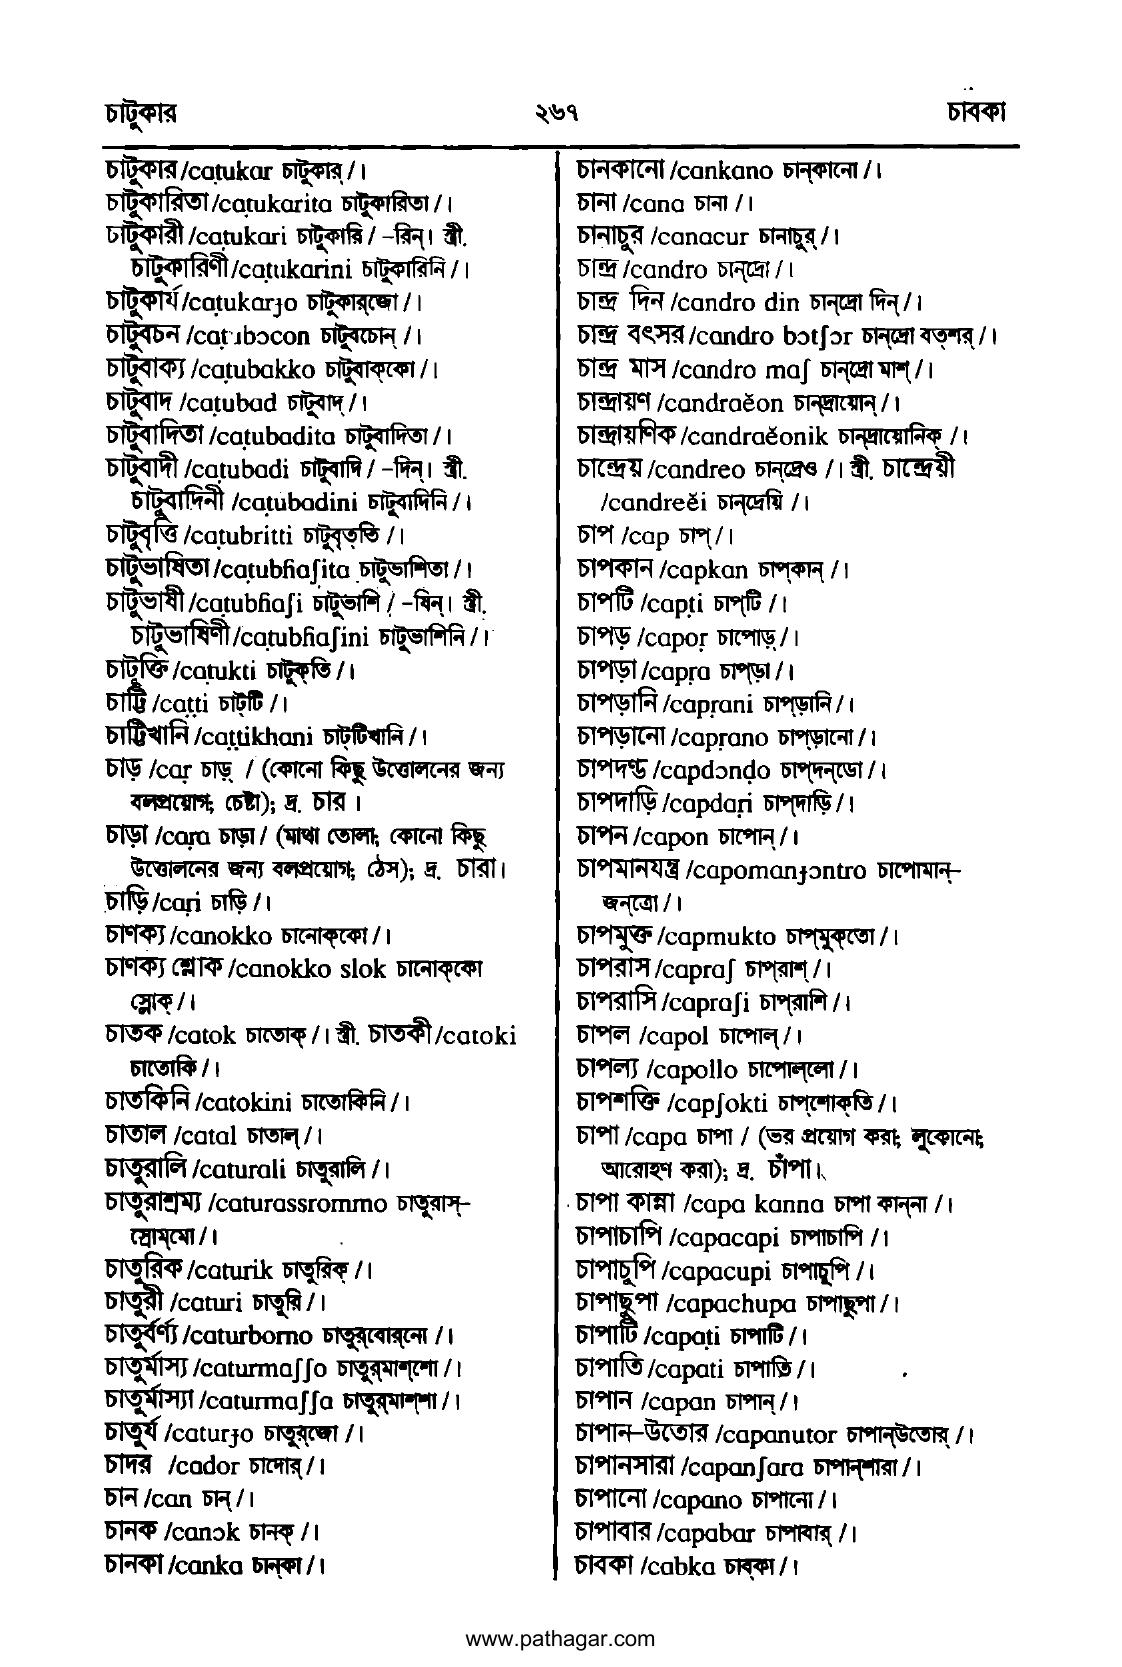 চাটুকার ২৬৭ চাবকা
চাটুকার /caṭukar চাটুকার্ / ।
চাটুকারিতা /caṭukarita চাটুকারিতা / ।
চাটুকারী /caṭukari চাটুকারি / –রিন্। স্ত্রী.
চাটুকারিণী /caṭukarini চাটুকারিনি / ।
চাটুকার্য /caṭukarɟo চাটুকার্‌জো / ।
চাটুবচন /caṭubɔcon চাটুবচোন্ / ।
চাটুবাক্য /caṭubakko চাটুবাক্‌কো / ।
চাটুবাদ /caṭubad চাটুবাদ্ / ।
চাটুবাদিতা /caṭubadita চাটুবাদিতা / ।
চাটুবাদী /caṭubadi চাটুবাদি / –দিন্। স্ত্রী.
চাটুবাদিনী /caṭubadini চাটুবাদিনি / ।
চাটুবৃত্তি /caṭubritti চাটুবৃত্‌তি / ।
চাটুভাষিতা /caṭubɦaʃita চাটুভাশিতা / ।
চাটুভাষী /caṭubɦaʃi চাটুভাশি / –ষিন্। স্ত্রী.
চাটুভাষিণী /caṭubɦaʃini চাটুভাশিনি / ।
চাটূক্তি /caṭukti চাটুক্‌তি / ।
চাট্টি /caṭṭi চাট্‌টি / ।
চাট্টিখানি /caṭṭikhani চাট্‌টিখানি / ।
চাড় /caṛ চাড়্ / (কোনো কিছু উত্তোলনের জন্য
বলপ্রয়োগ; চেষ্টা); দ্র. চার ।
চাড়া /caṛa চাড়া / (মাথা তোলা; কোনো কিছু
উত্তোলনের জন্য বলপ্রয়োগ; ঠেস); দ্র. চারা।
চাড়ি /caṛi চাড়ি / ।
চাণক্য /canokko চানোক্‌কো / ।
চাণক্য শ্লোক /canokko slok চানোক্‌কো
স্লোক্ / ।
চাতক /catok চাতোক্ / । স্ত্রী. চাতকী /catoki
চাতোকি / ।
চাতকিনি /catokini চাতোকিনি / ।
চাতাল /catal চাতাল্ / ।
চাতুরালি /caturali চাতুরালি / ।
চাতুরাশ্রম্য /caturassrommo চাতুরাস্–
স্রোম্‌মো / ।
চাতুরিক /caturik চাতুরিক্ / ।
চাতুরী /caturi চাতুরি / ।
চাতুর্বর্ণ্য /caturborno চাতুর্‌বোর্‌নো / ।
চাতুর্মাস্য /caturmaʃʃo চাতুর্‌মাশ্‌শো / ।
চাতুর্মাস্যা /caturmaʃʃa চাতুর্‌মাশ্‌শা / ।
চাতুর্য /caturɟo চাতুর্‌জো / ।
চাদর /cador চাদোর্ / ।
চান /can চান্ / ।
চানক /canɔk চানক্ / ।
চানকা /canka চান্‌কা / ।
চানকানো /cankano চান্‌কানো / ।
চানা /cana চানা / ।
চানাচুর /canacur চানাচুর্ / ।
চান্দ্র /candro চান্‌দ্রো / ।
চান্দ্র দিন /candro din চান্‌দ্রো দিন্ / ।
চান্দ্র বৎসর /candro bɔtʃɔr চান্‌দ্রো বত্‌শর্ / ।
চান্দ্র মাস /candro maʃ চান্‌দ্রো মাশ্ / ।
চান্দ্রায়ণ /candraĕon চান্‌দ্রায়োন্ / ।
চান্দ্রায়ণিক /candraĕonik চান্‌দ্রায়োনিক্ / ।
চান্দ্রেয় /candreo চান্‌দ্রেও / । স্ত্রী. চান্দ্রেয়ী
/candreĕi চান্‌দ্রেয়ি / ।
চাপ /cap চাপ্ / ।
চাপকান /capkan চাপ্‌কান্ / ।
চাপটি /capṭi চাপ্‌টি / ।
চাপড় /capoṛ চাপোড়্ / ।
চাপড়া /capṛa চাপ্‌ড়া / ।
চাপড়ানি /capṛani চাপ্‌ড়ানি / ।
চাপড়ানো /capṛano চাপ্‌ড়ানো / ।
চাপদণ্ড /capdɔnḍo চাপ্‌দন্‌ডো / ।
চাপদাড়ি /capdaṛi চাপ্‌দাড়ি / ।
চাপন /capon চাপোন্ / ।
চাপমানযন্ত্র /capomanɟɔntro চাপোমান্–
জন্‌ত্রো / ।
চাপমুক্ত /capmukto চাপ্‌মুক্‌তো / ।
চাপরাস /capraʃ চাপ্‌রাশ্ / ।
চাপরাসি /capraʃi চাপ্‌রাশি / ।
চাপল /capol চাপোল্ / ।
চাপল্য /capollo চাপোল্‌লো / ।
চাপশক্তি /capʃokti চাপ্‌শোক্‌তি / ।
চাপা /capa চাপা / (ভর প্রয়োগ করা; লুকোনো;
আরোহণ করা); দ্র. চাঁপা।
চাপা কান্না /capa kanna চাপা কান্‌না / ।
চাপাচাপি /capacapi চাপাচাপি / ।
চাপাচুপি /capacupi চাপাচুপি / ।
চাপাছুপা /capachupa চাপাছুপা / ।
চাপাটি /capaṭi চাপাটি / ।
চাপাতি /capati চাপাতি / ।
চাপান /capan চাপান্ / ।
চাপান–উতোর /capanutor চাপান্‌উতোর্ / ।
চাপানসারা /capanʃara চাপান্‌শারা / ।
চাপানো /capano চাপানো / ।
চাপাবার /capabar চাপাবার্ / ।
চাবকা /cabka চাব্‌কা / ।
www.pathagar.com